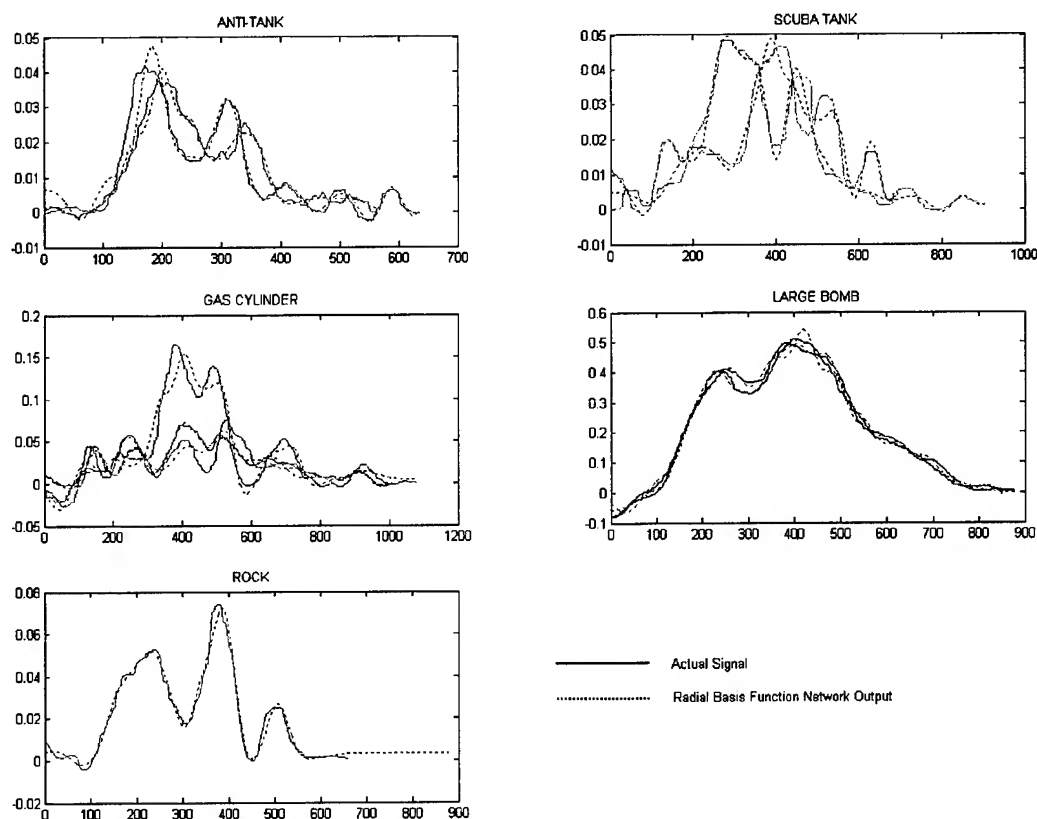 ANTI-TANK
0.05
0.04
0.03
0.02
0.01
0
-0.01
0 100 200 300 400 500 600 700
SCUBA TANK
0.05
0.04
0.03
0.02
0.01
0
-0.01
0 200 400 600 800 1000
GAS CYLINDER
0.2
0.15
0.1
0.05
0
-0.05
0 200 400 600 800 1000 1200
LARGE BOMB
0.6
0.5
0.4
0.3
0.2
0.1
0
-0.1
0 100 200 300 400 500 600 700 800 900
ROCK
0.08
0.06
0.04
0.02
0
-0.02
0 100 200 300 400 500 600 700 800 900
Actual Signal
Radial Basis Function Network Output